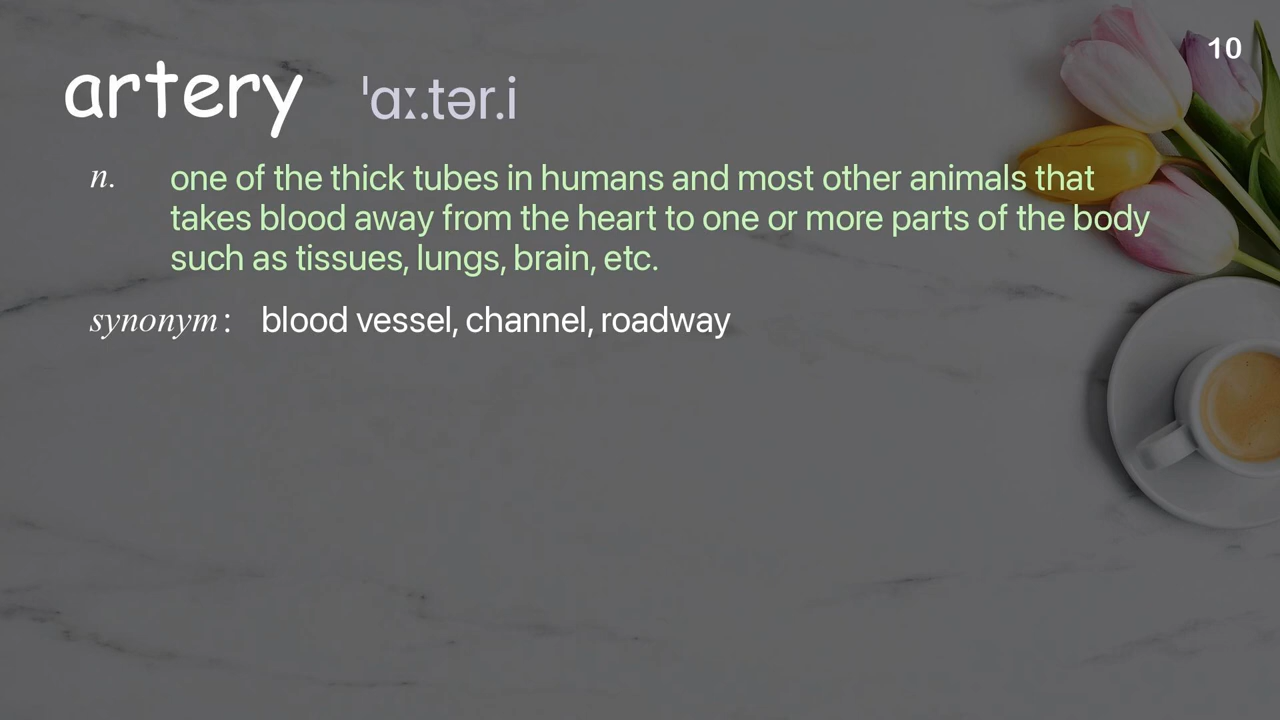 10
artery ˈɑː.tər.i
n. one of the thick tubes in humans and most other animals that
takes blood away from the heart to one or more parts of the body
such as tissues, lungs, brain, etc.
synonym : blood vessel, channel, roadway